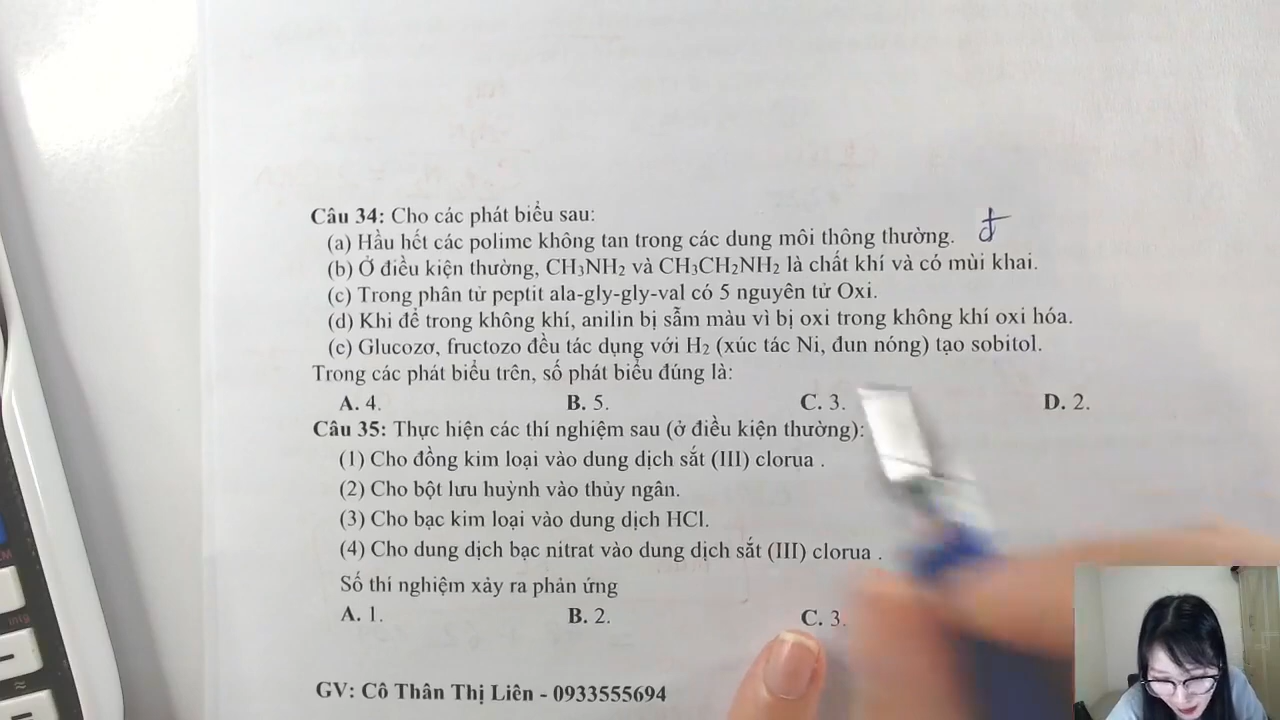 Câu 34: Cho các phát biểu sau:
(a) Hầu hết các polime không tan trong các dung môi thông thường. đ
(b) Ở điều kiện thường, CH₃NH₂ và CH₃CH₂NH₂ là chất khí và có mùi khai.
(c) Trong phân tử peptit ala-gly-gly-val có 5 nguyên tử Oxi.
(d) Khi để trong không khí, anilin bị sẫm màu vì bị oxi trong không khí oxi hóa.
(e) Glucozơ, fructozo đều tác dụng với H₂ (xúc tác Ni, đun nóng) tạo sobitol.
Trong các phát biểu trên, số phát biểu đúng là:
A. 4. B. 5. C. 3. D. 2.
Câu 35: Thực hiện các thí nghiệm sau (ở điều kiện thường):
(1) Cho đồng kim loại vào dung dịch sắt (III) clorua .
(2) Cho bột lưu huỳnh vào thủy ngân.
(3) Cho bạc kim loại vào dung dịch HCl.
(4) Cho dung dịch bạc nitrat vào dung dịch sắt (III) clorua .
Số thí nghiệm xảy ra phản ứng
A. 1. B. 2. C. 3.
GV: Cô Thân Thị Liên - 0933555694